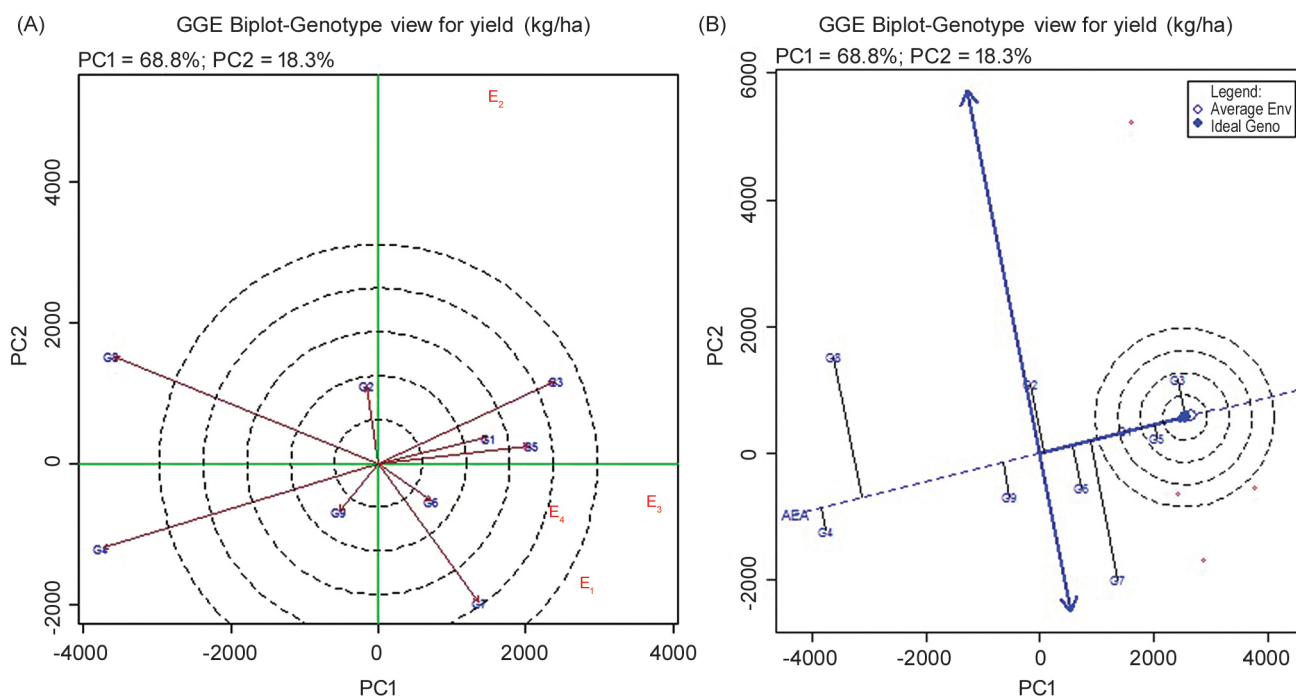 (A)
GGE Biplot-Genotype view for yield (kg/ha)
PC1 = 68.8%; PC2 = 18.3%
E2
4000
2000
0
-2000
PC2
G8
G2
G3
G1
G5
G6
G9
G4
G7
E3
E4
E1
-4000 -2000 0 2000 4000
PC1
(B)
GGE Biplot-Genotype view for yield (kg/ha)
PC1 = 68.8%; PC2 = 18.3%
Legend:
Average Env
Ideal Geno
6000
4000
2000
0
-2000
PC2
G8
G2
G3
G5
G6
G9
AEA
G4
G7
-4000 -2000 0 2000 4000
PC1